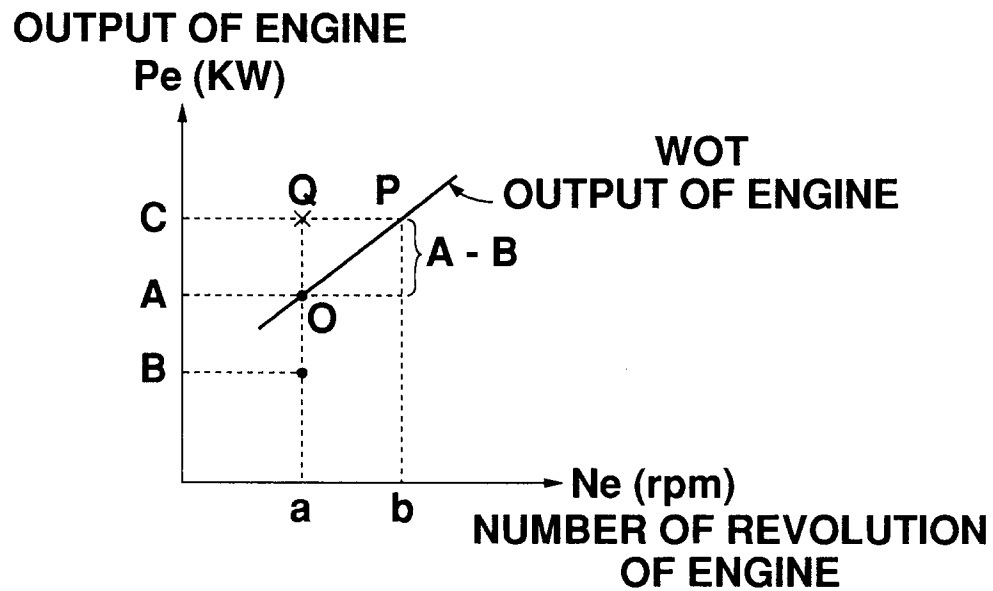 OUTPUT OF ENGINE
Pe (KW)
WOT
OUTPUT OF ENGINE
Q
P
C
A - B
A
O
B
a
b
Ne (rpm)
NUMBER OF REVOLUTION
OF ENGINE